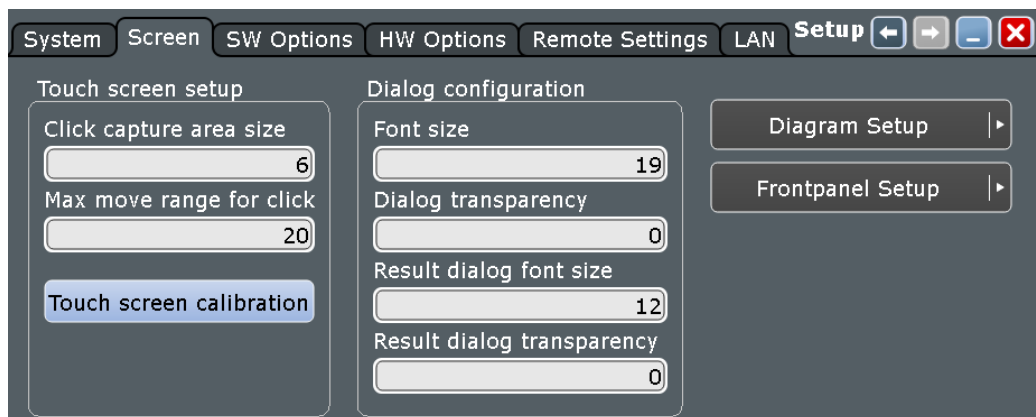 System
Screen
SW Options
HW Options
Remote Settings
LAN
Setup
Touch screen setup
Click capture area size
6
Max move range for click
20
Touch screen calibration
Dialog configuration
Font size
19
Dialog transparency
0
Result dialog font size
12
Result dialog transparency
0
Diagram Setup
Frontpanel Setup